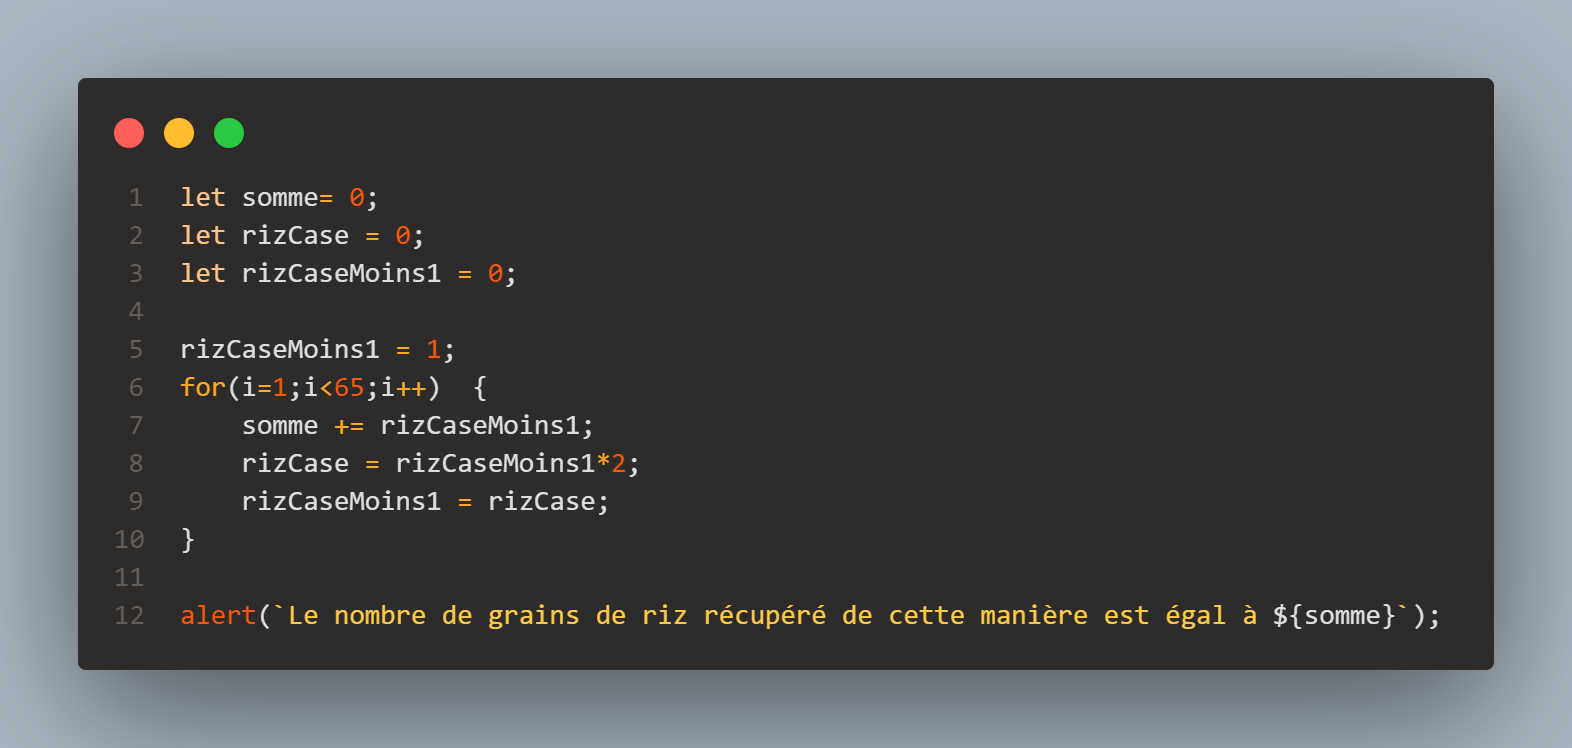 1 let somme= 0;
2 let rizCase = 0;
3 let rizCaseMoins1 = 0;
4
5 rizCaseMoins1 = 1;
6 for(i=1;i<65;i++)  {
7     somme += rizCaseMoins1;
8     rizCase = rizCaseMoins1*2;
9     rizCaseMoins1 = rizCase;
10 }
11
12 alert(`Le nombre de grains de riz récupéré de cette manière est égal à ${somme}`);